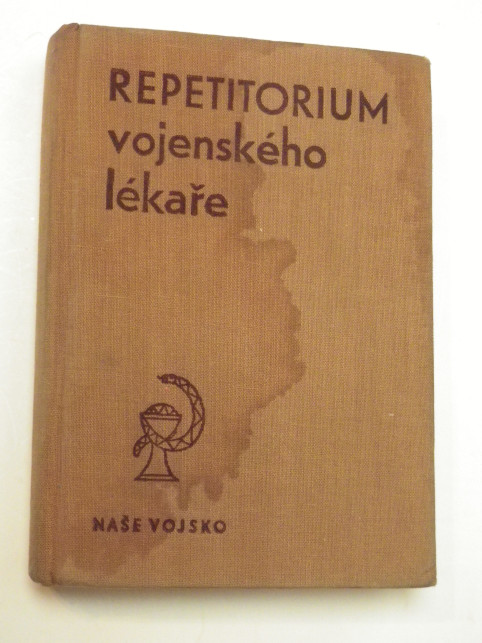 REPETITORIUM
vojenského
lékaře
NAŠE VOJSKO